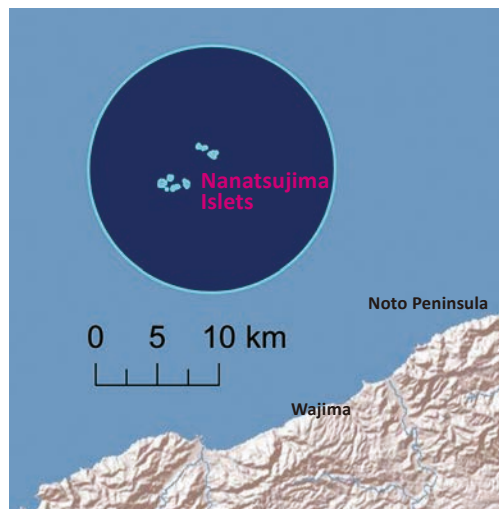 Nanatsujima
Islets
Noto Peninsula
0 5 10 km
Wajima